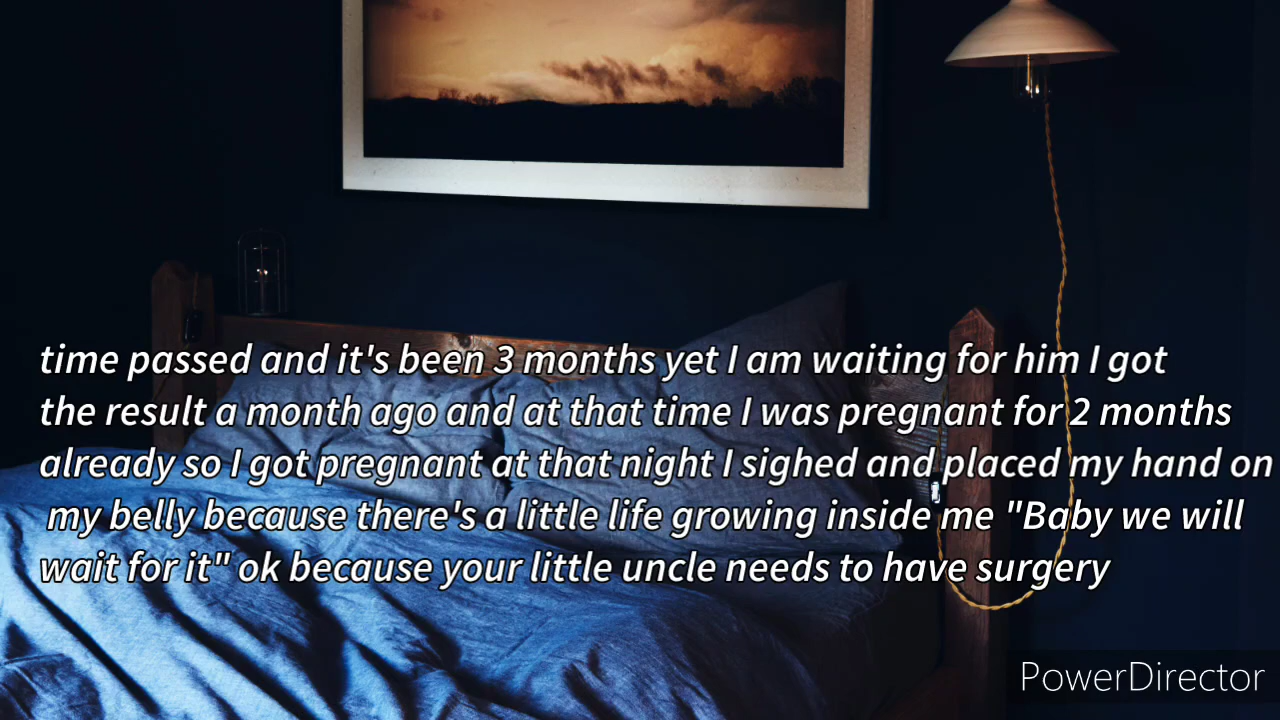 time passed and it's been 3 months yet I am waiting for him I got
the result a month ago and at that time I was pregnant for 2 months
already so I got pregnant at that night I sighed and placed my hand on
my belly because there's a little life growing inside me "Baby we will
wait for it" ok because your little uncle needs to have surgery
PowerDirector